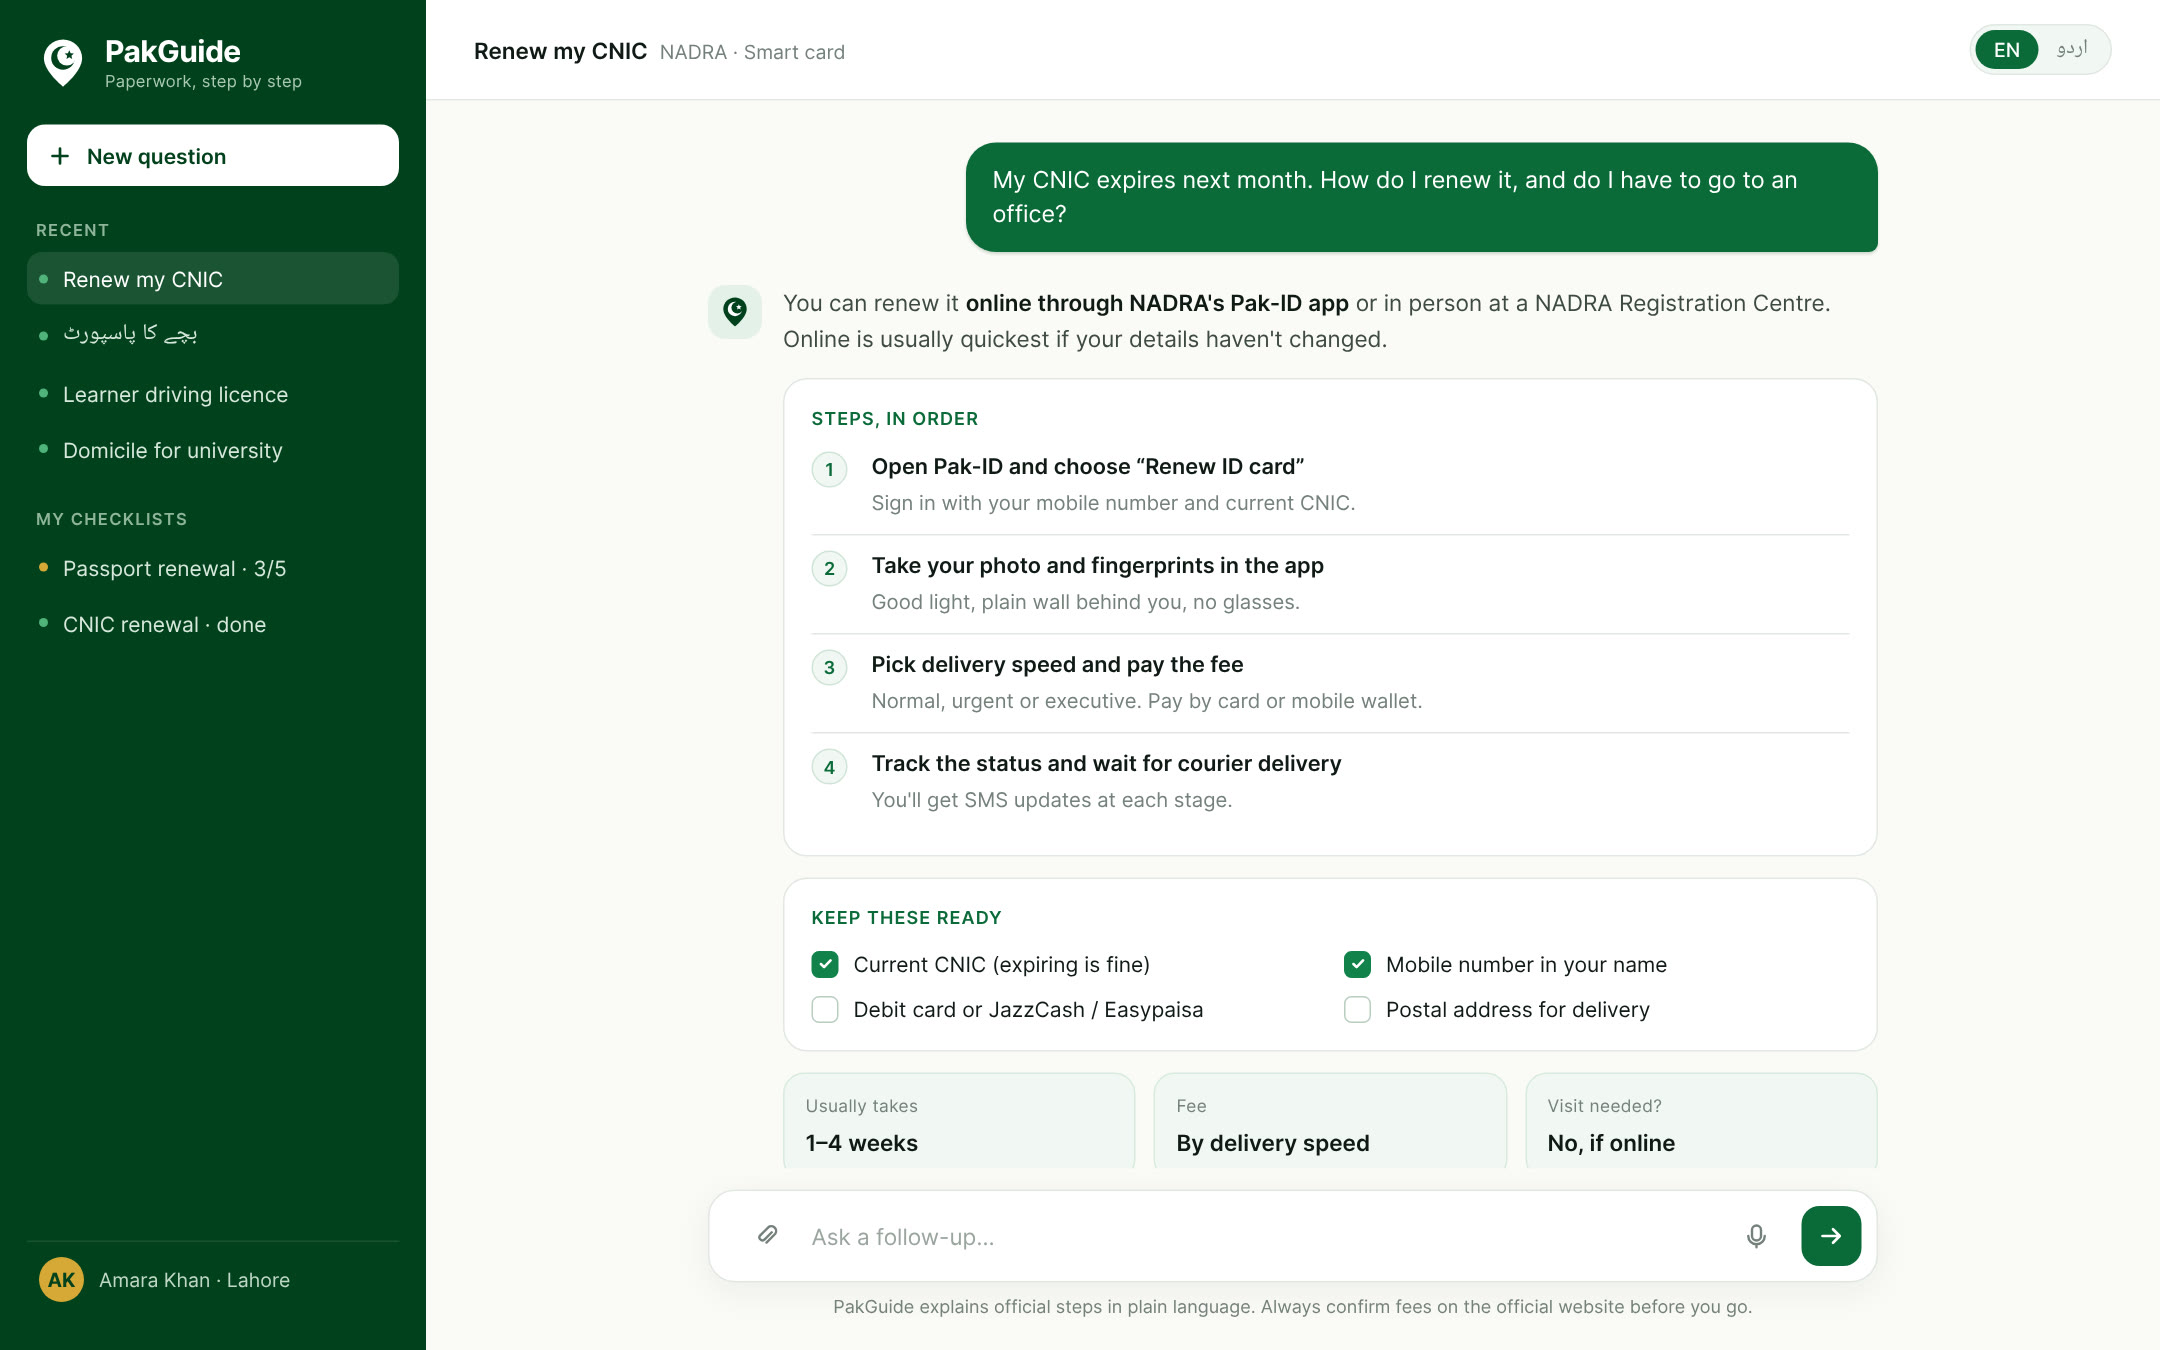 PakGuide
Paperwork, step by step
New question
RECENT
Renew my CNIC
بچے کا پاسپورٹ
Learner driving licence
Domicile for university
MY CHECKLISTS
Passport renewal · 3/5
CNIC renewal · done
AK
Amara Khan · Lahore
Renew my CNIC NADRA · Smart card
EN اردو
My CNIC expires next month. How do I renew it, and do I have to go to an
office?
You can renew it online through NADRA's Pak-ID app or in person at a NADRA Registration Centre.
Online is usually quickest if your details haven't changed.
STEPS, IN ORDER
1 Open Pak-ID and choose “Renew ID card”
Sign in with your mobile number and current CNIC.
2 Take your photo and fingerprints in the app
Good light, plain wall behind you, no glasses.
3 Pick delivery speed and pay the fee
Normal, urgent or executive. Pay by card or mobile wallet.
4 Track the status and wait for courier delivery
You'll get SMS updates at each stage.
KEEP THESE READY
Current CNIC (expiring is fine)
Mobile number in your name
Debit card or JazzCash / Easypaisa
Postal address for delivery
Usually takes
1–4 weeks
Fee
By delivery speed
Visit needed?
No, if online
Ask a follow-up...
PakGuide explains official steps in plain language. Always confirm fees on the official website before you go.